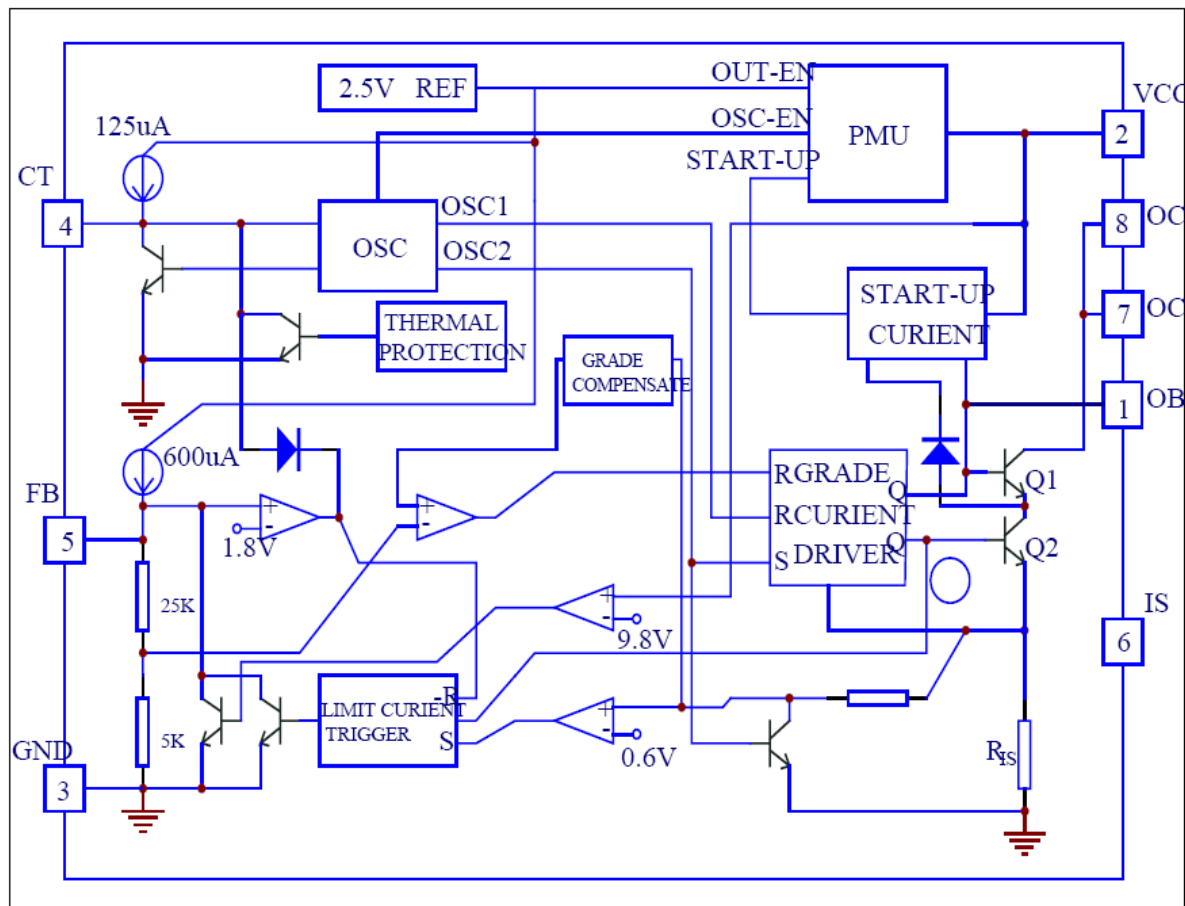 2.5V REF
OUT-EN
OSC-EN
START-UP
PMU
VCC
2
125uA
CT
4
OSC
OSC1
OSC2
8
OC
7
OC
START-UP
CURIENT
THERMAL
PROTECTION
GRADE
COMPENSATE
1
OB
600uA
FB
5
+
-
1.8V
+
-
R GRADE
Q
R CURIENT
S DRIVER
Q
Q1
Q2
25K
+
-
9.8V
IS
6
5K
LIMIT CURIENT
TRIGGER
-R
S
+
-
0.6V
RIS
GND
3